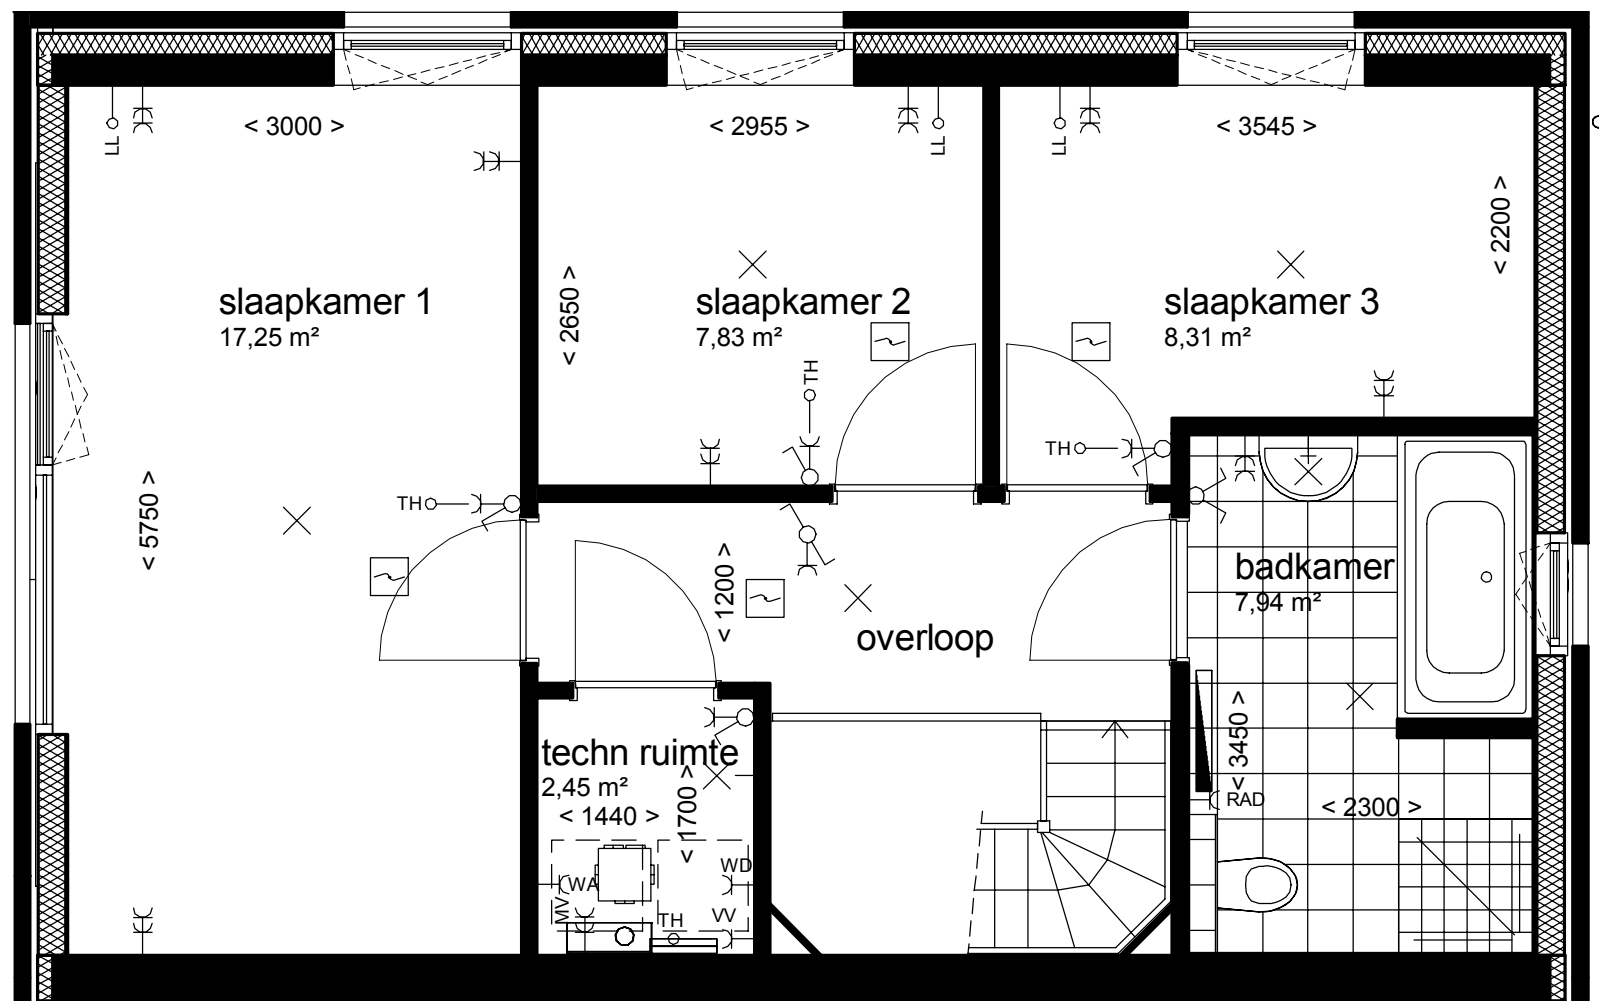 < 3000 >
< 2955 >
< 3545 >
LL
LL
LL
< 2200 >
slaapkamer 1
17,25 m²
< 2650 >
slaapkamer 2
7,83 m²
slaapkamer 3
8,31 m²
TH
TH
TH
< 5750 >
< 1200 >
overloop
badkamer
7,94 m²
techn ruimte
2,45 m²
< 1440 >
< 1700 >
< 3450 >
RAD
< 2300 >
WA
WD
MV
TH
VV